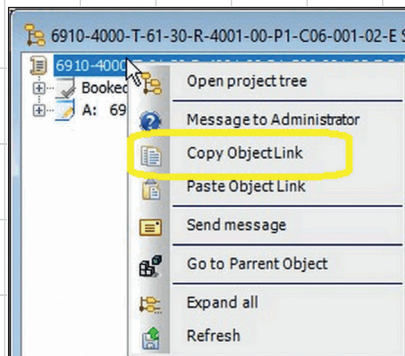 6910-4000-T-61-30-R-4001-00-P1-C06-001-02-E S
6910-4000
Booked
A: 69
Open project tree
Message to Administrator
Copy ObjectLink
Paste Object Link
Send message
Go to Parrent Object
Expand all
Refresh